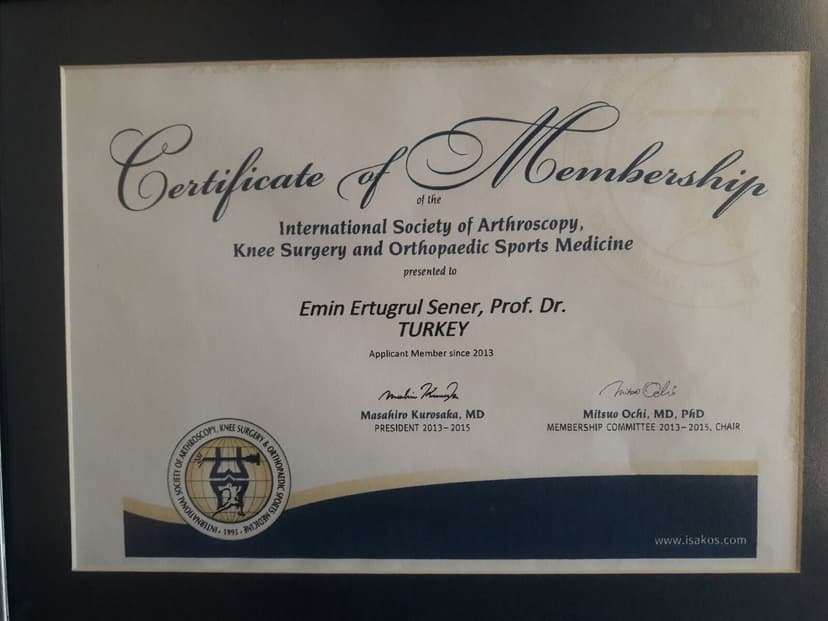 Certificate of Membership
of the
International Society of Arthroscopy,
Knee Surgery and Orthopaedic Sports Medicine
presented to
Emin Ertugrul Sener, Prof. Dr.
TURKEY
Applicant Member since 2013
Masahiro Kurosaka, MD
PRESIDENT 2013–2015
Mitsuo Ochi, MD, PhD
MEMBERSHIP COMMITTEE 2013–2015, CHAIR
INTERNATIONAL SOCIETY OF ARTHROSCOPY, KNEE SURGERY & ORTHOPAEDIC SPORTS MEDICINE
• 1995 •
www.isakos.com